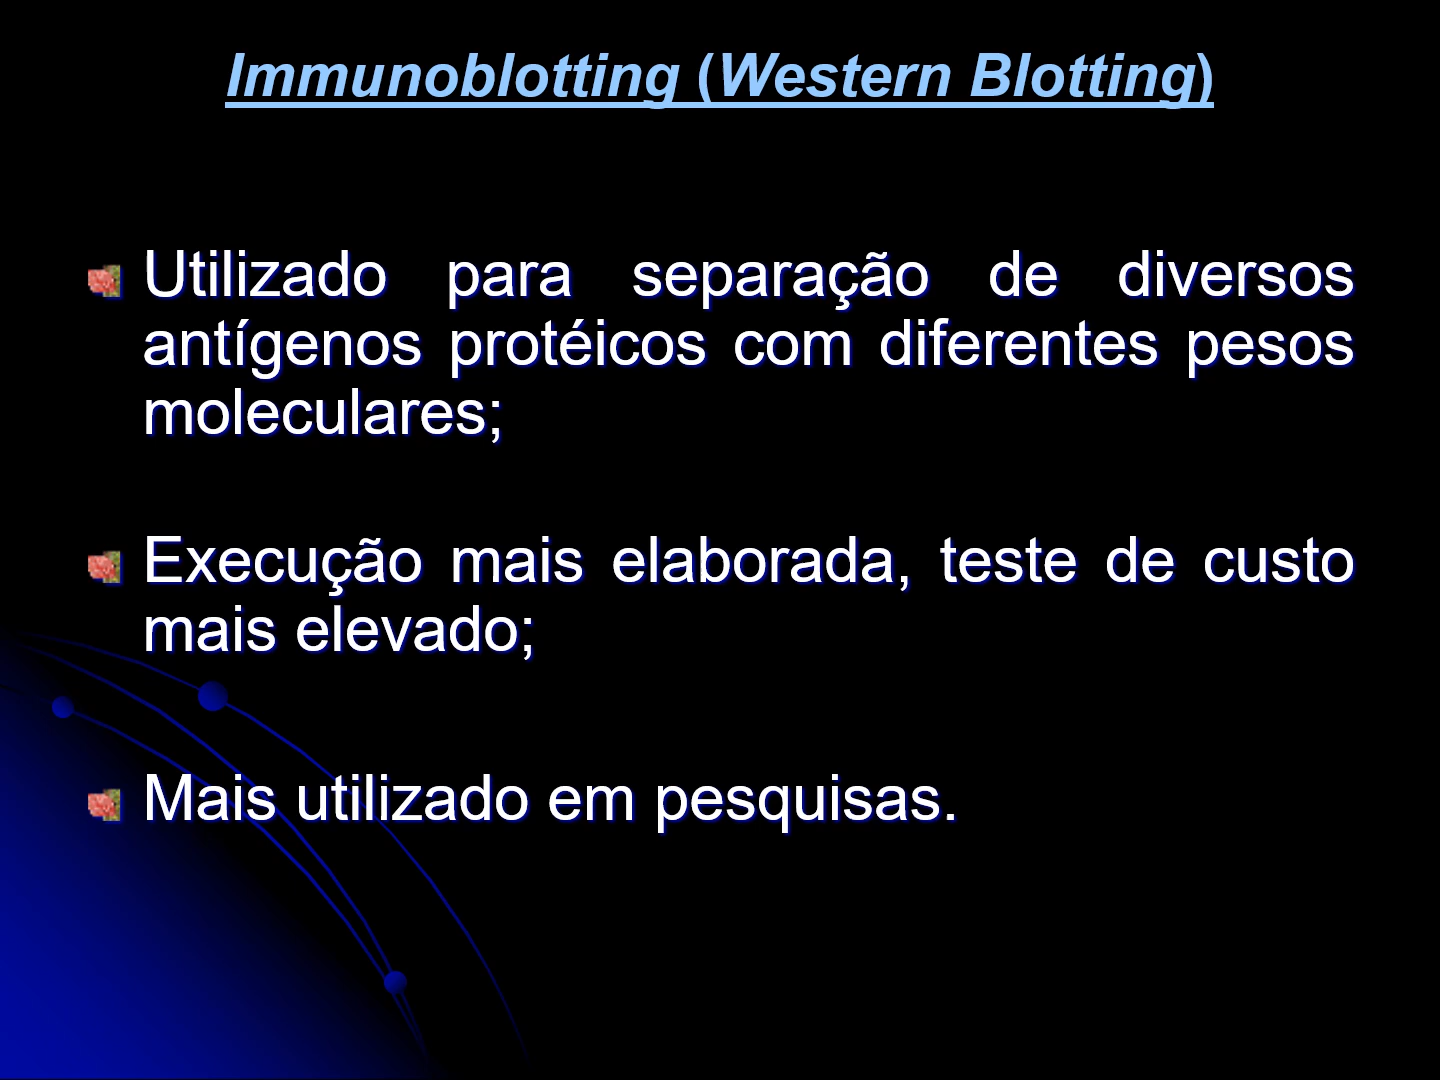 Immunoblotting (Western Blotting)
Utilizado para separação de diversos
antígenos protéicos com diferentes pesos
moleculares;
Execução mais elaborada, teste de custo
mais elevado;
Mais utilizado em pesquisas.